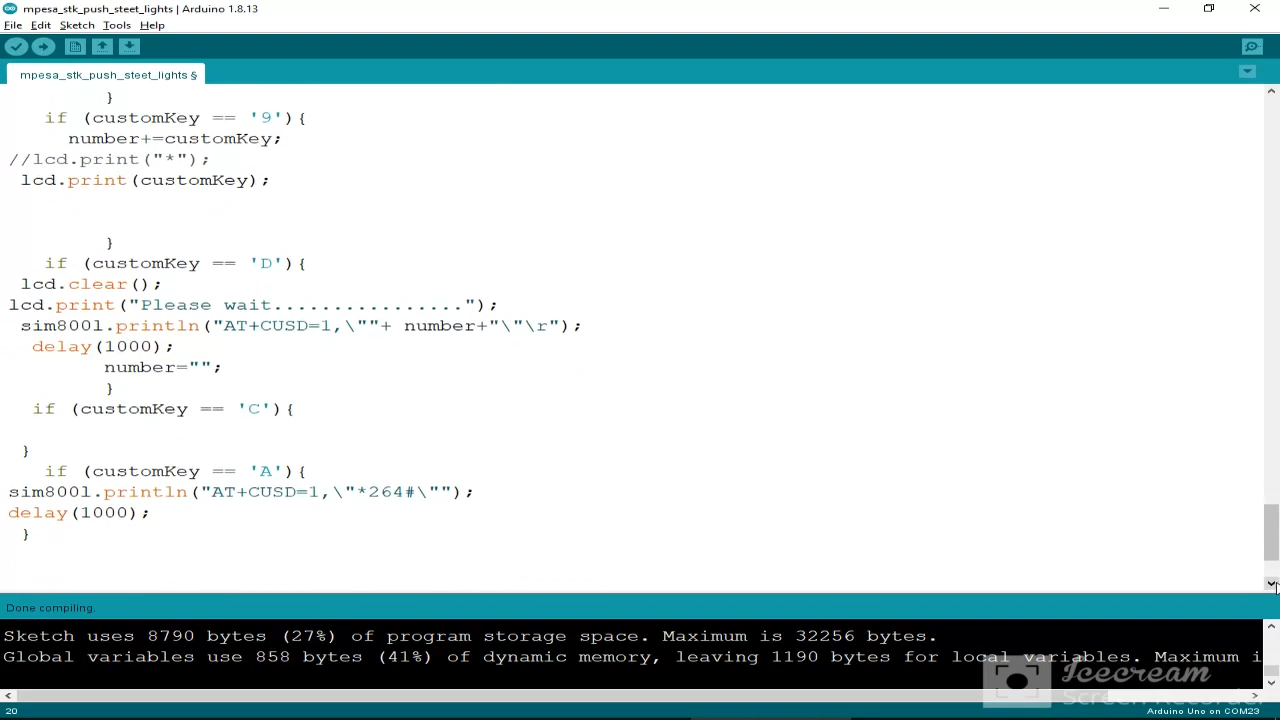 mpesa_stk_push_steet_lights | Arduino 1.8.13
File Edit Sketch Tools Help
mpesa_stk_push_steet_lights §
}
if (customKey == '9'){
number+=customKey;
//lcd.print("*");
lcd.print(customKey);
}
if (customKey == 'D'){
lcd.clear();
lcd.print("Please wait................");
sim800l.println("AT+CUSD=1,\""+ number+"\"\r");
delay(1000);
number="";
}
if (customKey == 'C'){
}
if (customKey == 'A'){
sim800l.println("AT+CUSD=1,\"*264#\"");
delay(1000);
}
Done compiling.
Sketch uses 8790 bytes (27%) of program storage space. Maximum is 32256 bytes.
Global variables use 858 bytes (41%) of dynamic memory, leaving 1190 bytes for local variables. Maximum i
Icecream
Screen Recorder
20
Arduino Uno on COM23